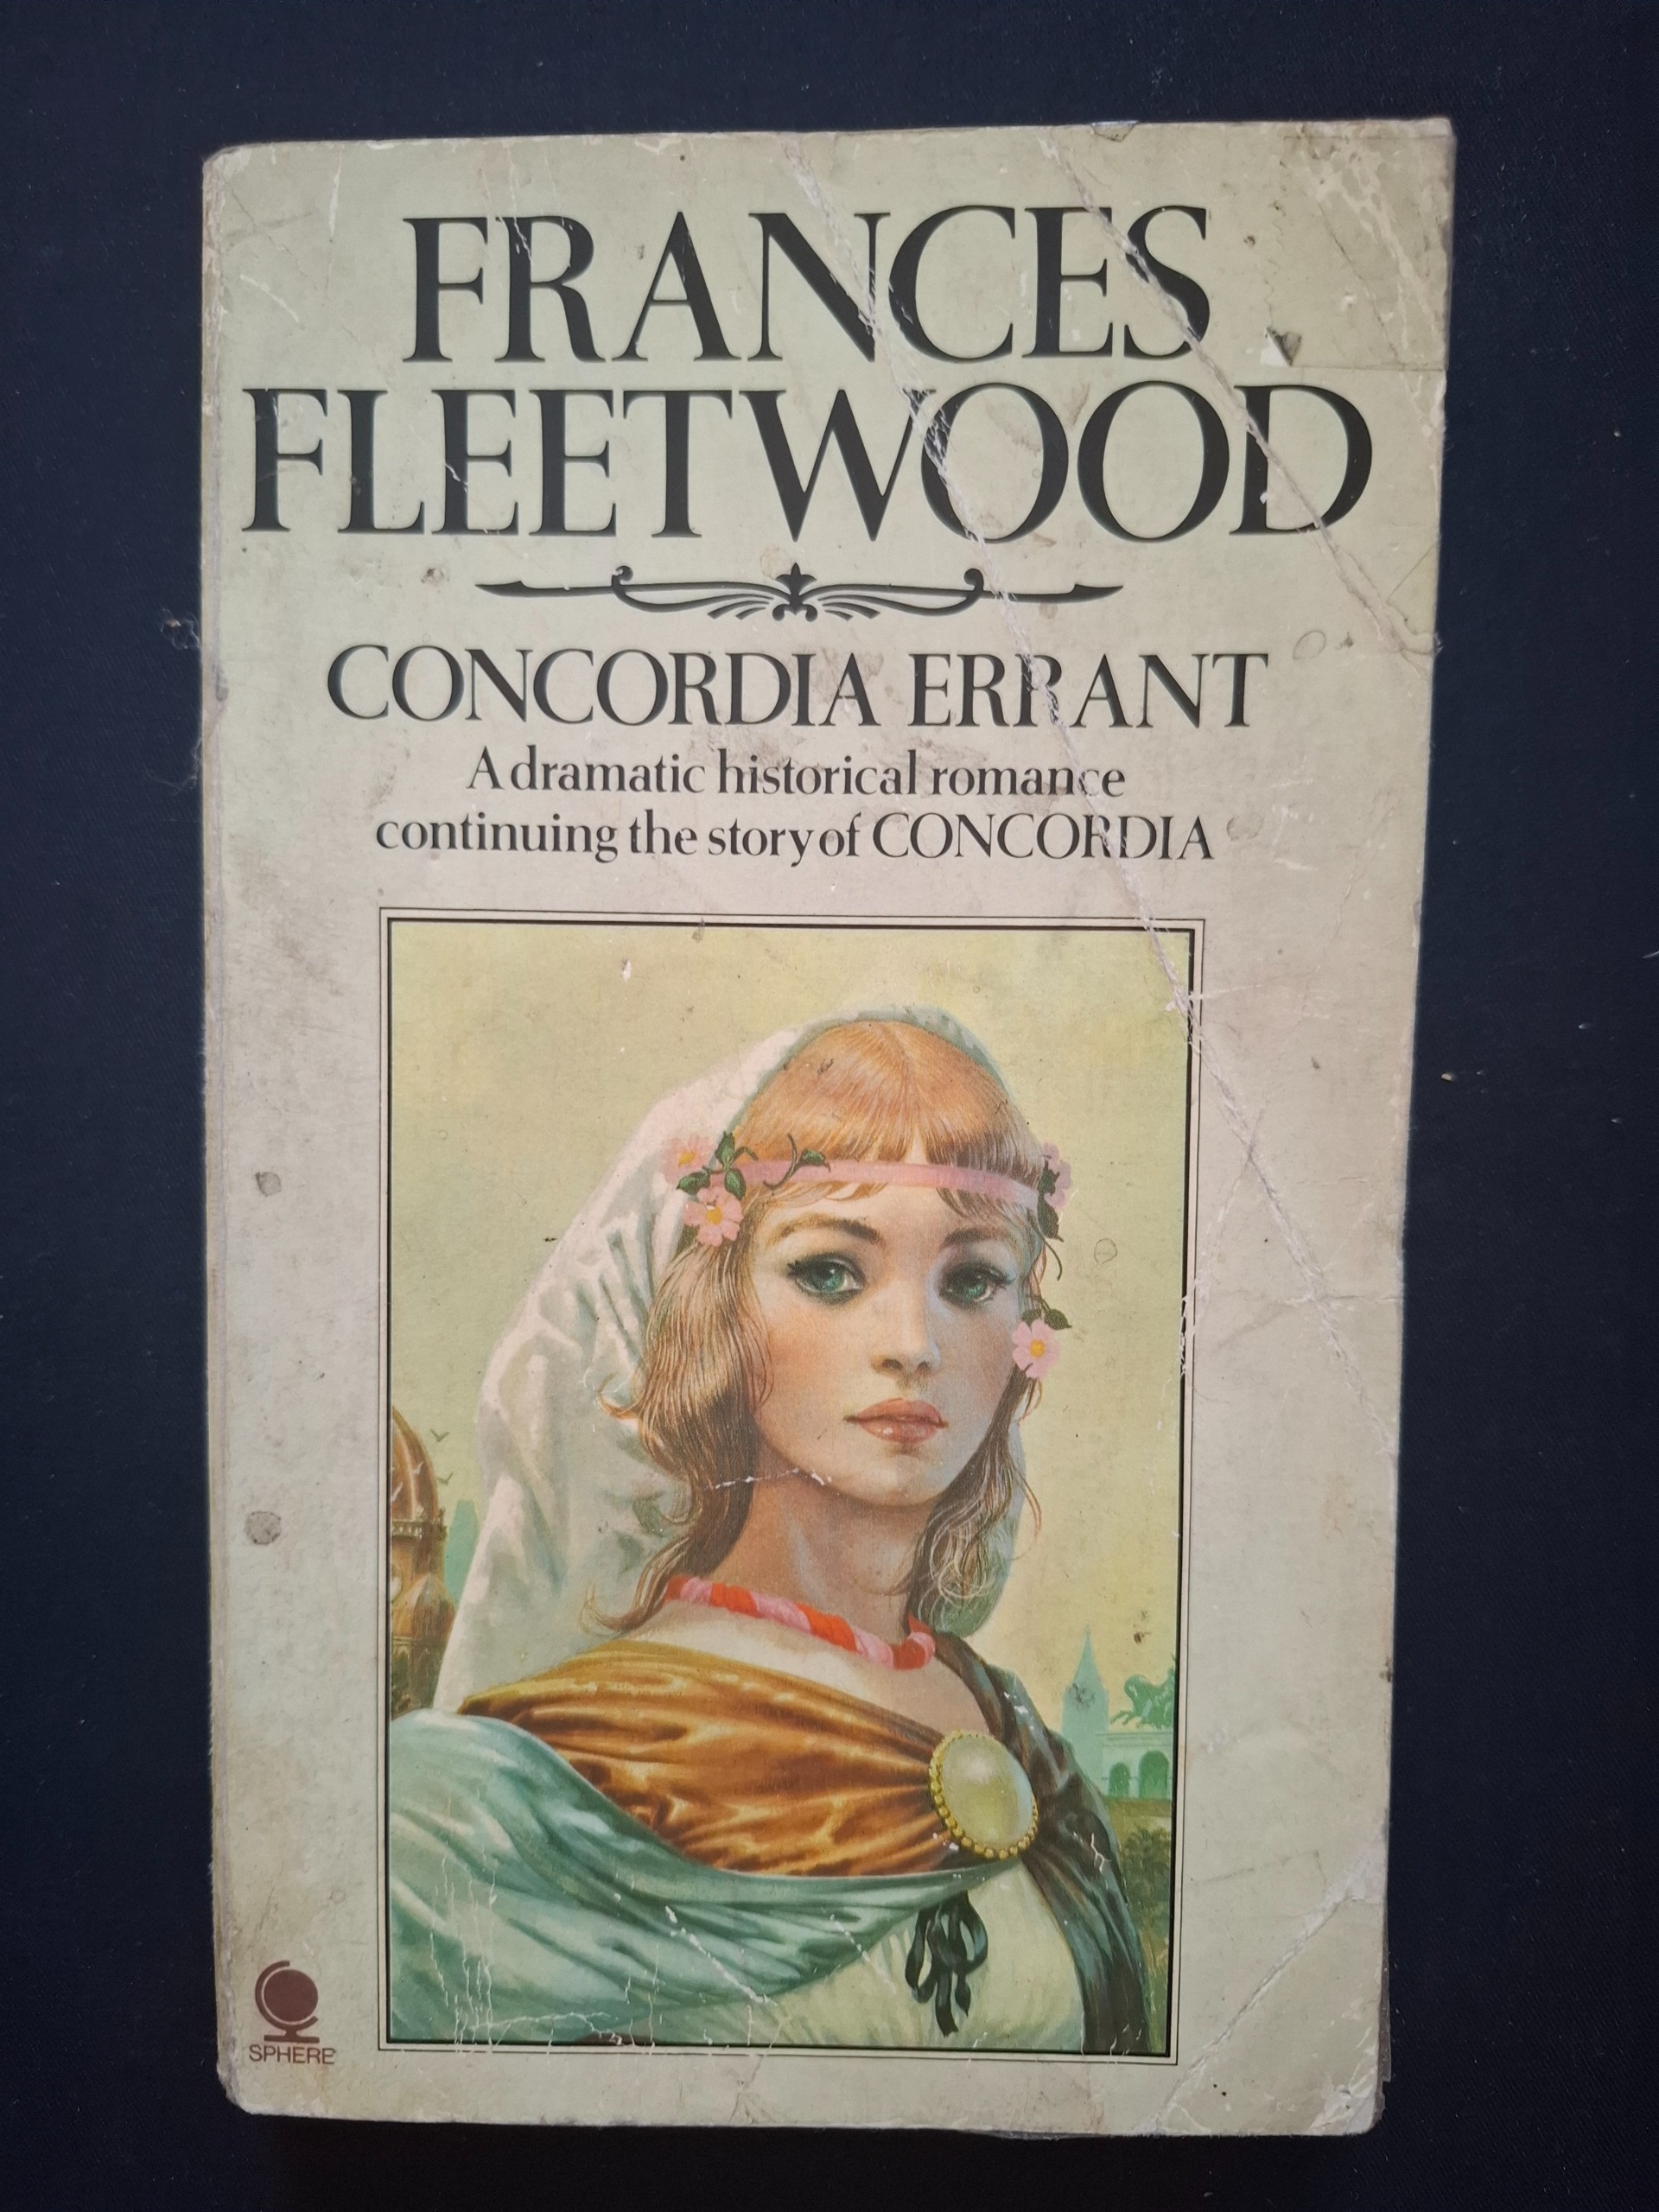 FRANCES
FLEETWOOD
CONCORDIA ERRANT
A dramatic historical romance
continuing the story of CONCORDIA
SPHERE